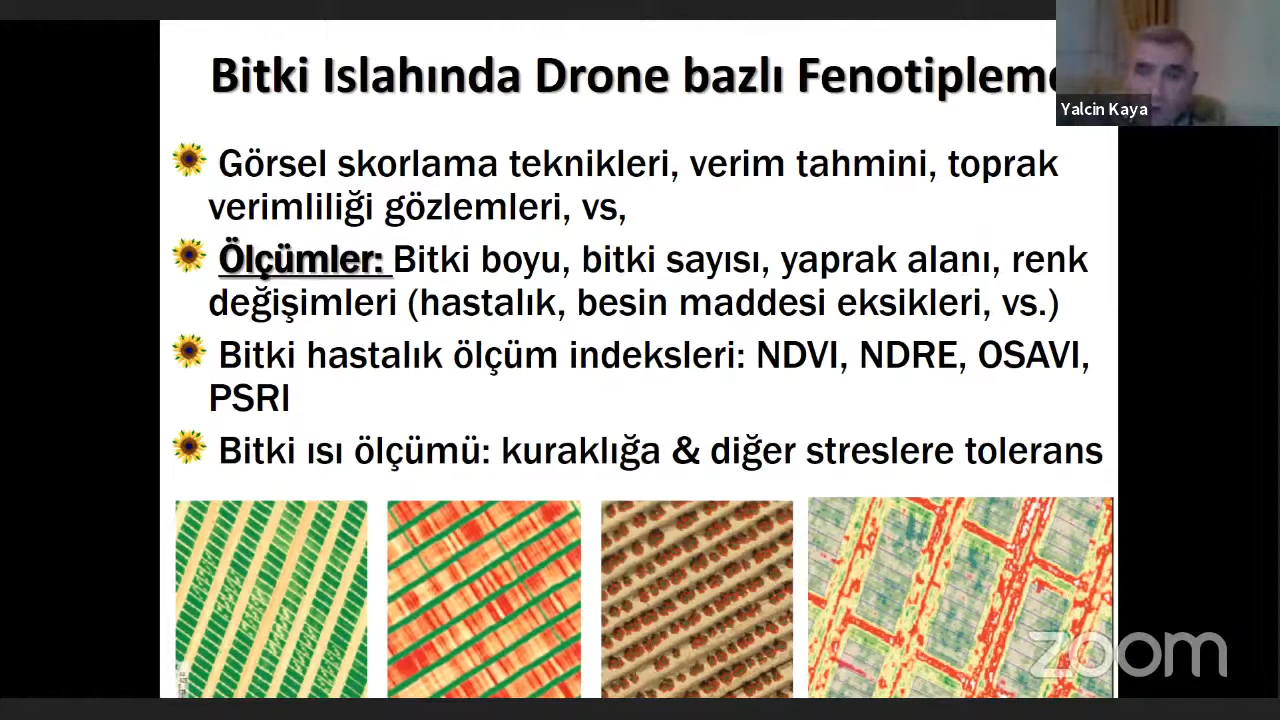 Bitki Islahında Drone bazlı Fenotipleme
Yalcin Kaya
Görsel skorlama teknikleri, verim tahmini, toprak
verimliliği gözlemleri, vs,
Ölçümler: Bitki boyu, bitki sayısı, yaprak alanı, renk
değişimleri (hastalık, besin maddesi eksikleri, vs.)
Bitki hastalık ölçüm indeksleri: NDVI, NDRE, OSAVI,
PSRI
Bitki ısı ölçümü: kuraklığa & diğer streslere tolerans
zoom